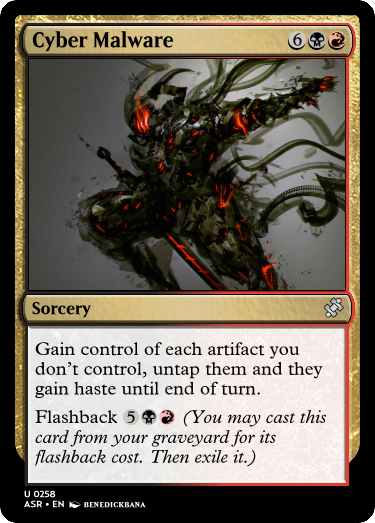 Cyber Malware 6
Sorcery
Gain control of each artifact you
don't control, untap them and they
gain haste until end of turn.
Flashback 5 (You may cast this
card from your graveyard for its
flashback cost. Then exile it.)
U 0258
ASR • EN BENEDICKBANA